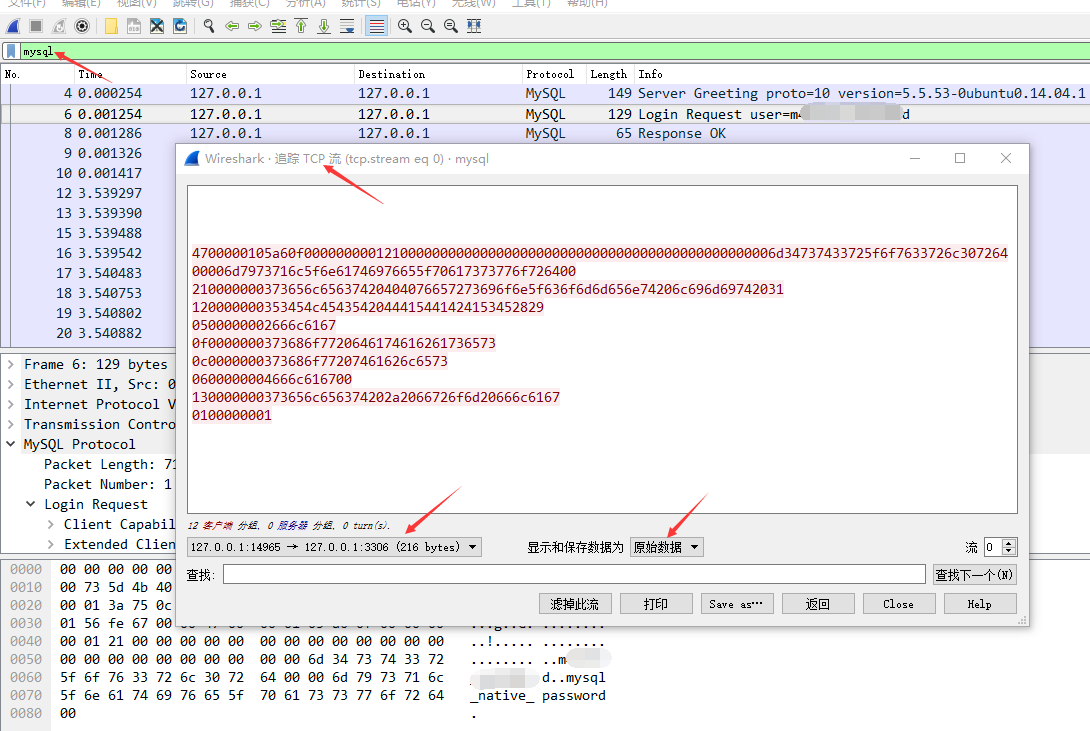 文件(F) 编辑(E) 视图(V) 跳转(G) 捕获(C) 分析(A) 统计(S) 电话(Y) 无线(W) 工具(T) 帮助(H)
mysql
No. Time Source Destination Protocol Length Info
4 0.000254 127.0.0.1 127.0.0.1 MySQL 149 Server Greeting proto=10 version=5.5.53-0ubuntu0.14.04.1
6 0.001254 127.0.0.1 127.0.0.1 MySQL 129 Login Request user=m d
8 0.001286 127.0.0.1 127.0.0.1 MySQL 65 Response OK
9 0.001326
10 0.001417
12 3.539297
13 3.539390
15 3.539488
16 3.539542
17 3.540483
18 3.540753
19 3.540802
20 3.540882
Wireshark · 追踪 TCP 流 (tcp.stream eq 0) · mysql
4700000105a60f00000000012100000000000000000000000000000000000000000000006d34737433725f6f7633726c307264
00006d7973716c5f6e61746976655f70617373776f726400
210000000373656c65637420404076657273696f6e5f636f6d6d656e74206c696d69742031
120000000353454c4543542044415441424153452829
0500000002666c6167
0f0000000373686f7720646174616261736573
0c0000000373686f77207461626c6573
0600000004666c616700
130000000373656c656374202a2066726f6d20666c6167
0100000001
12 客户端 分组, 0 服务器 分组, 0 turn(s).
127.0.0.1:14965 → 127.0.0.1:3306 (216 bytes) 显示和保存数据为 原始数据 流 0
查找: 查找下一个(N)
滤掉此流 打印 Save as… 返回 Close Help
Frame 6: 129 bytes
Ethernet II, Src: 0
Internet Protocol V
Transmission Contro
MySQL Protocol
Packet Length: 71
Packet Number: 1
Login Request
Client Capabil
Extended Clien
0000 00 00 00 00 00
0010 00 73 5d 4b 40
0020 00 01 3a 75 0c
0030 01 56 fe 67 00
0040 00 01 21 00 00 00 00 00 00 00 00 00 00 00 00 00 ..!..... ........
0050 00 00 00 00 00 00 00 00 00 00 6d 34 73 74 33 72 ........ ..m
0060 5f 6f 76 33 72 6c 30 72 64 00 00 6d 79 73 71 6c d..mysql
0070 5f 6e 61 74 69 76 65 5f 70 61 73 73 77 6f 72 64 _native_ password
0080 00 .